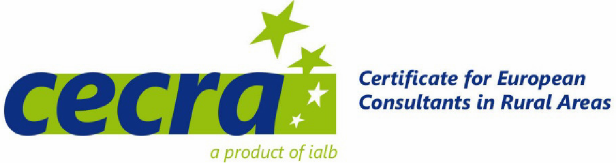 cecra
a product of ialb
Certificate for European
Consultants in Rural Areas